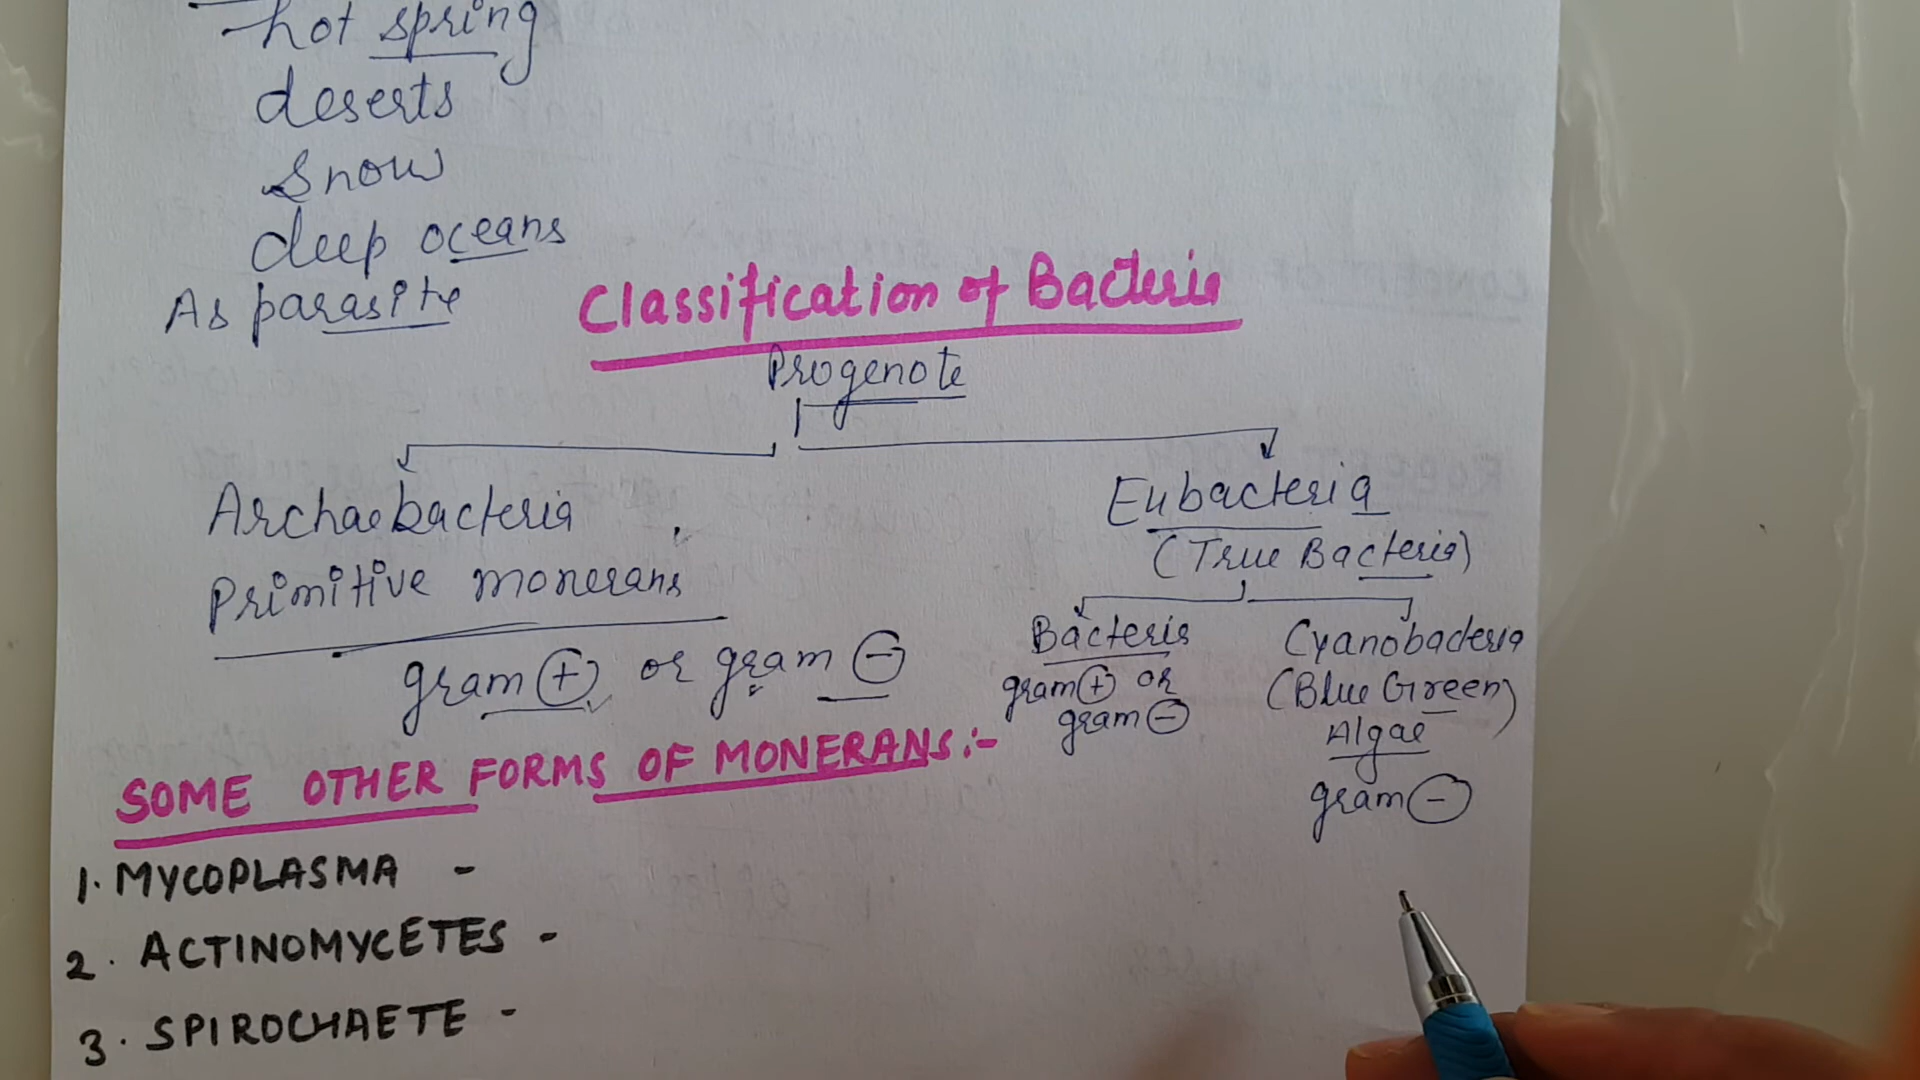 hot spring
deserts
Snow
deep oceans
As parasite
Classification of Bacteria
Progenote
Archaebacteria
Primitive monerans
gram (+) or gram (-)
Eubacteria
(True Bacteria)
Bacteria
gram (+) or
gram (-)
Cyanobacteria
(Blue Green)
Algae
gram (-)
SOME OTHER FORMS OF MONERANS:-
1. MYCOPLASMA -
2. ACTINOMYCETES -
3. SPIROCHAETE -